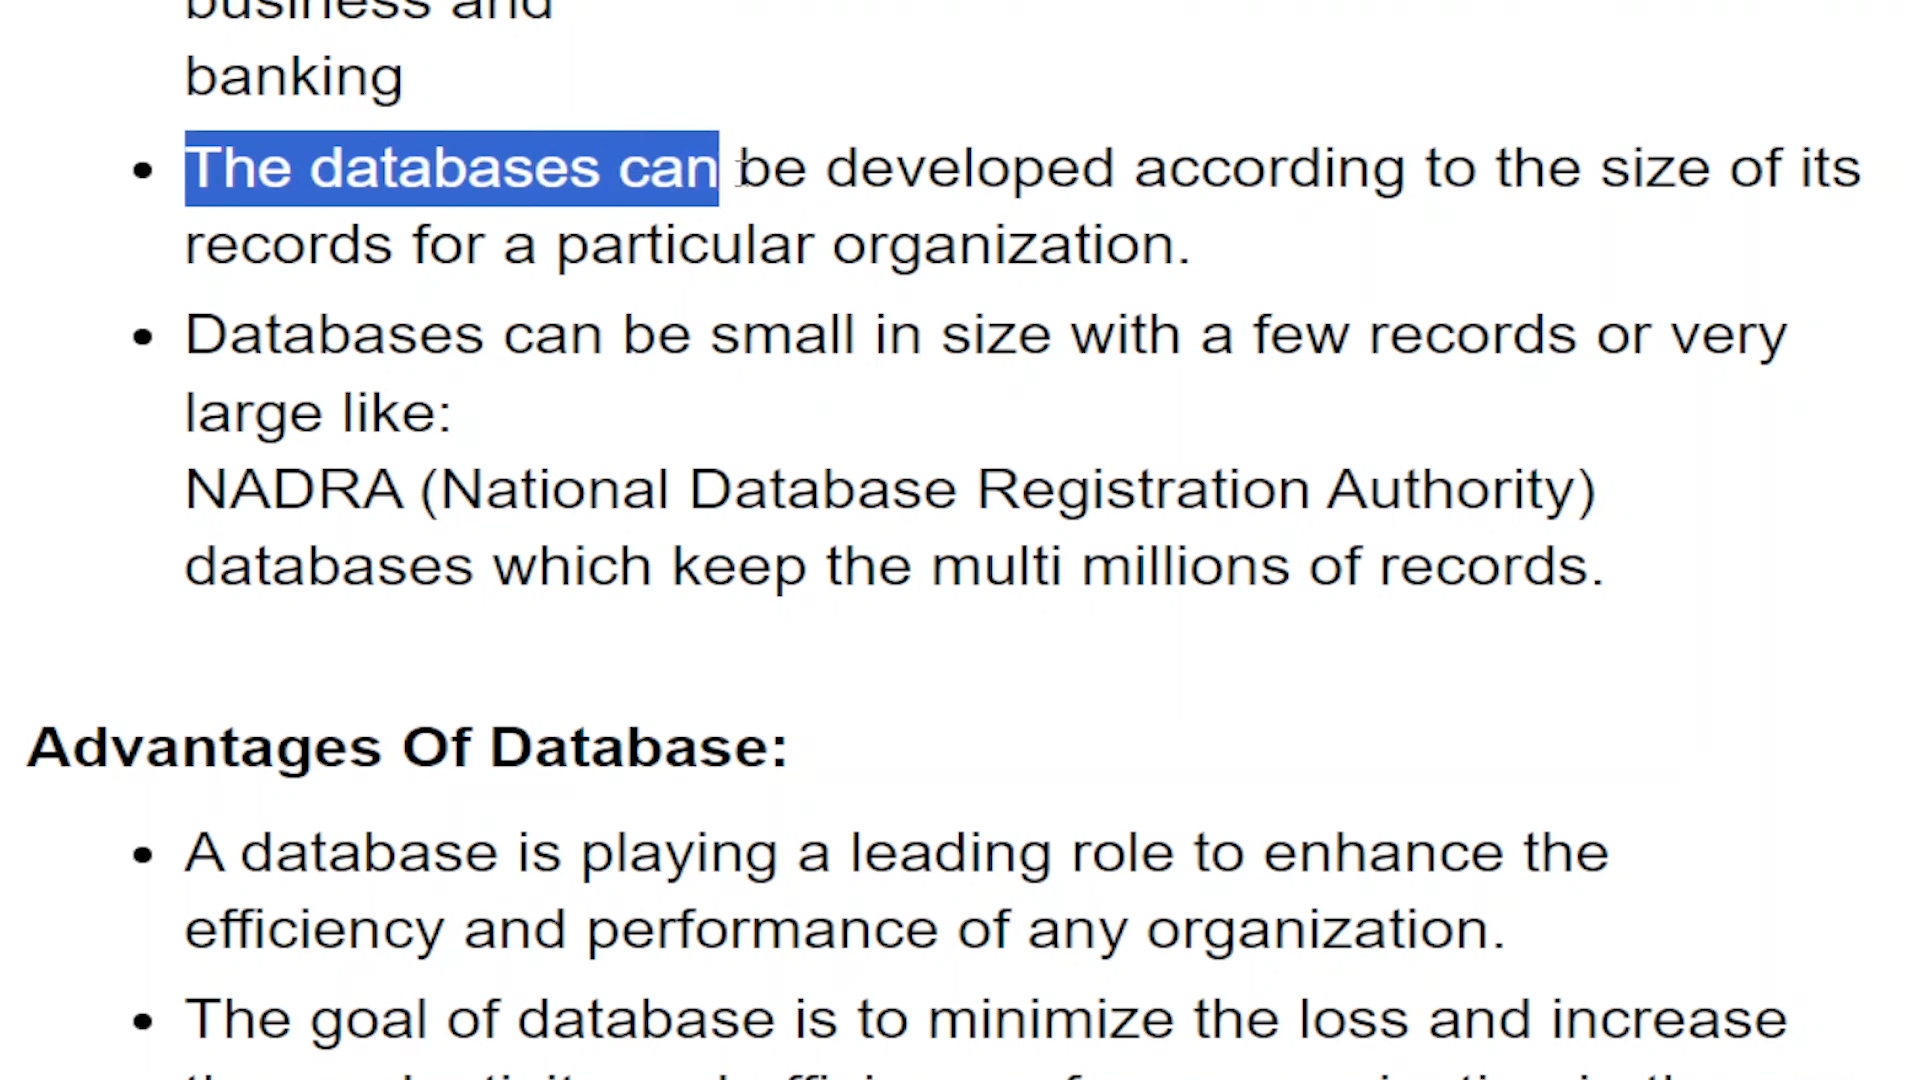 business and
banking
• The databases can be developed according to the size of its
records for a particular organization.
• Databases can be small in size with a few records or very
large like:
NADRA (National Database Registration Authority)
databases which keep the multi millions of records.
Advantages Of Database:
• A database is playing a leading role to enhance the
efficiency and performance of any organization.
• The goal of database is to minimize the loss and increase